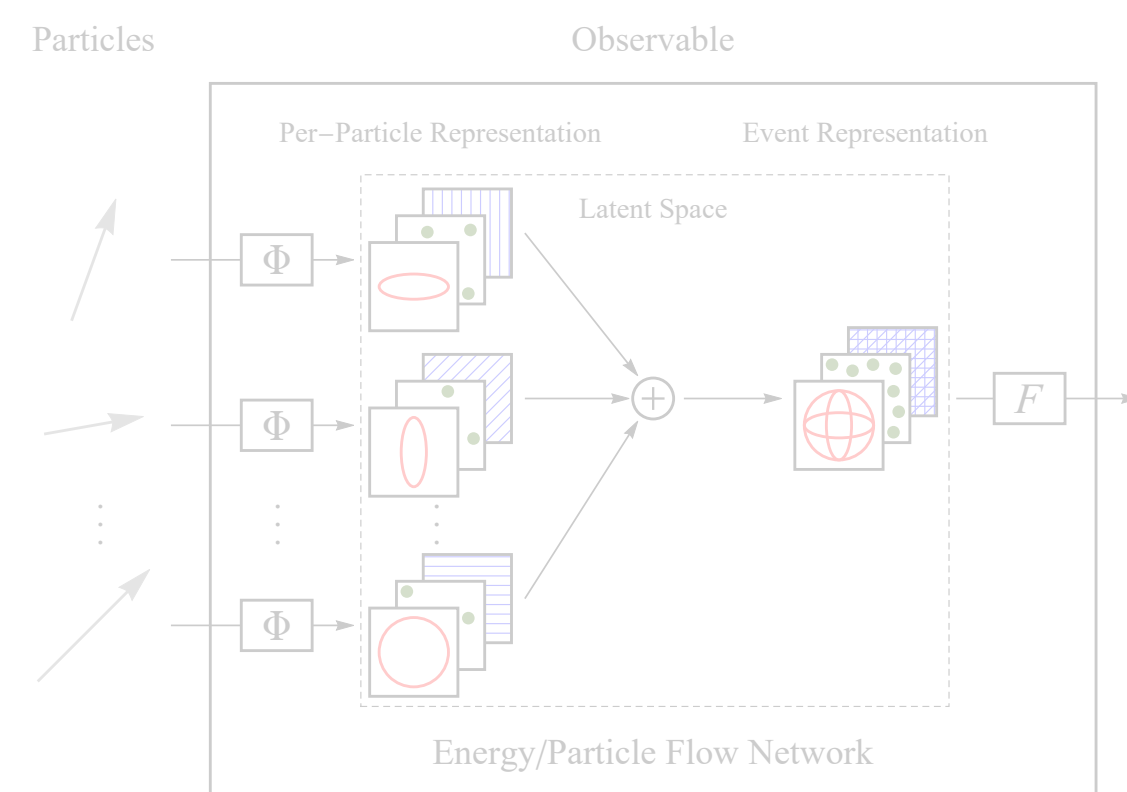 Particles
Observable
Per−Particle Representation
Event Representation
Latent Space
Φ
Φ
F
Φ
Energy/Particle Flow Network